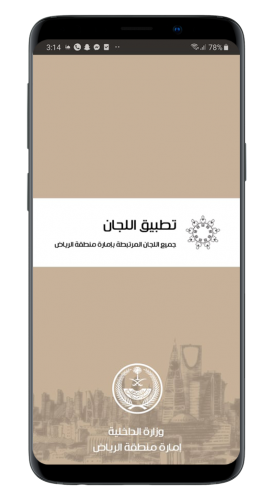 3:14
78%
تطبيق اللجان
جميع اللجان المرتبطة بإمارة منطقة الرياض
وزارة الداخلية
إمارة منطقة الرياض